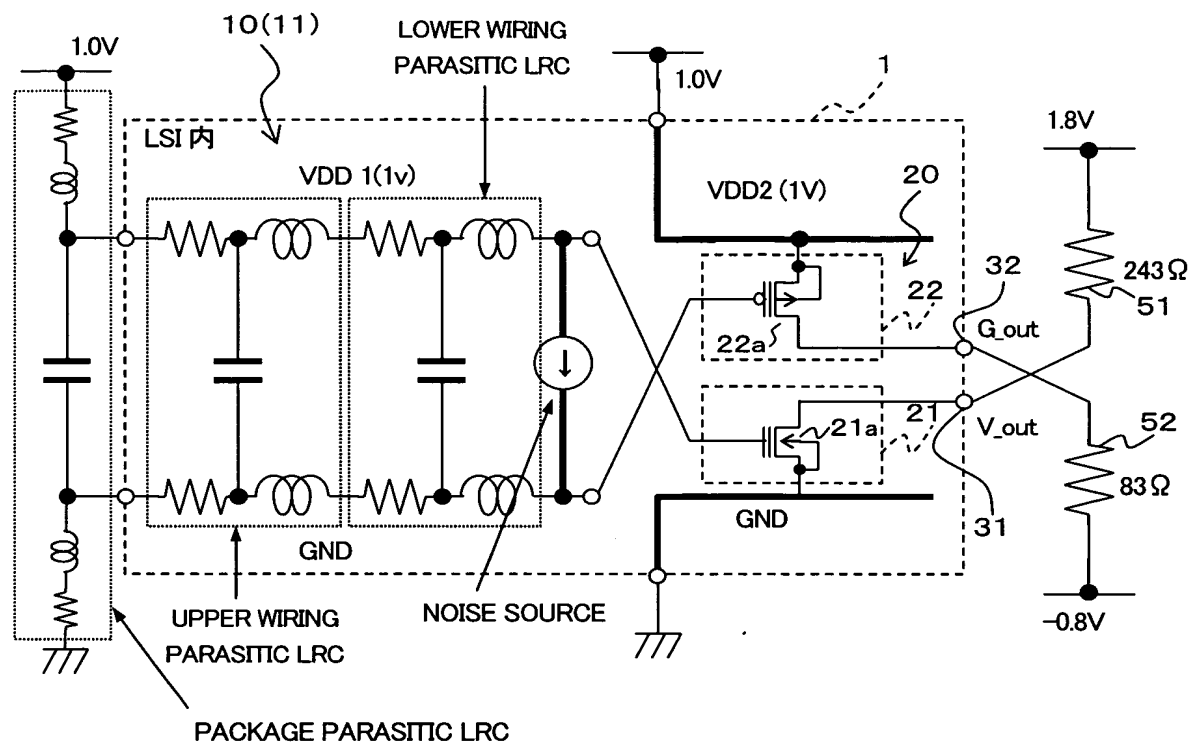 10(11)
LOWER WIRING
PARASITIC LRC
1.0V
1.0V
1
LSI 内
1.8V
VDD 1(1v)
VDD2 (1V)
20
32
243Ω
51
22
G_out
22a
21a
21
V_out
52
83Ω
GND
31
GND
UPPER WIRING
PARASITIC LRC
NOISE SOURCE
-0.8V
PACKAGE PARASITIC LRC